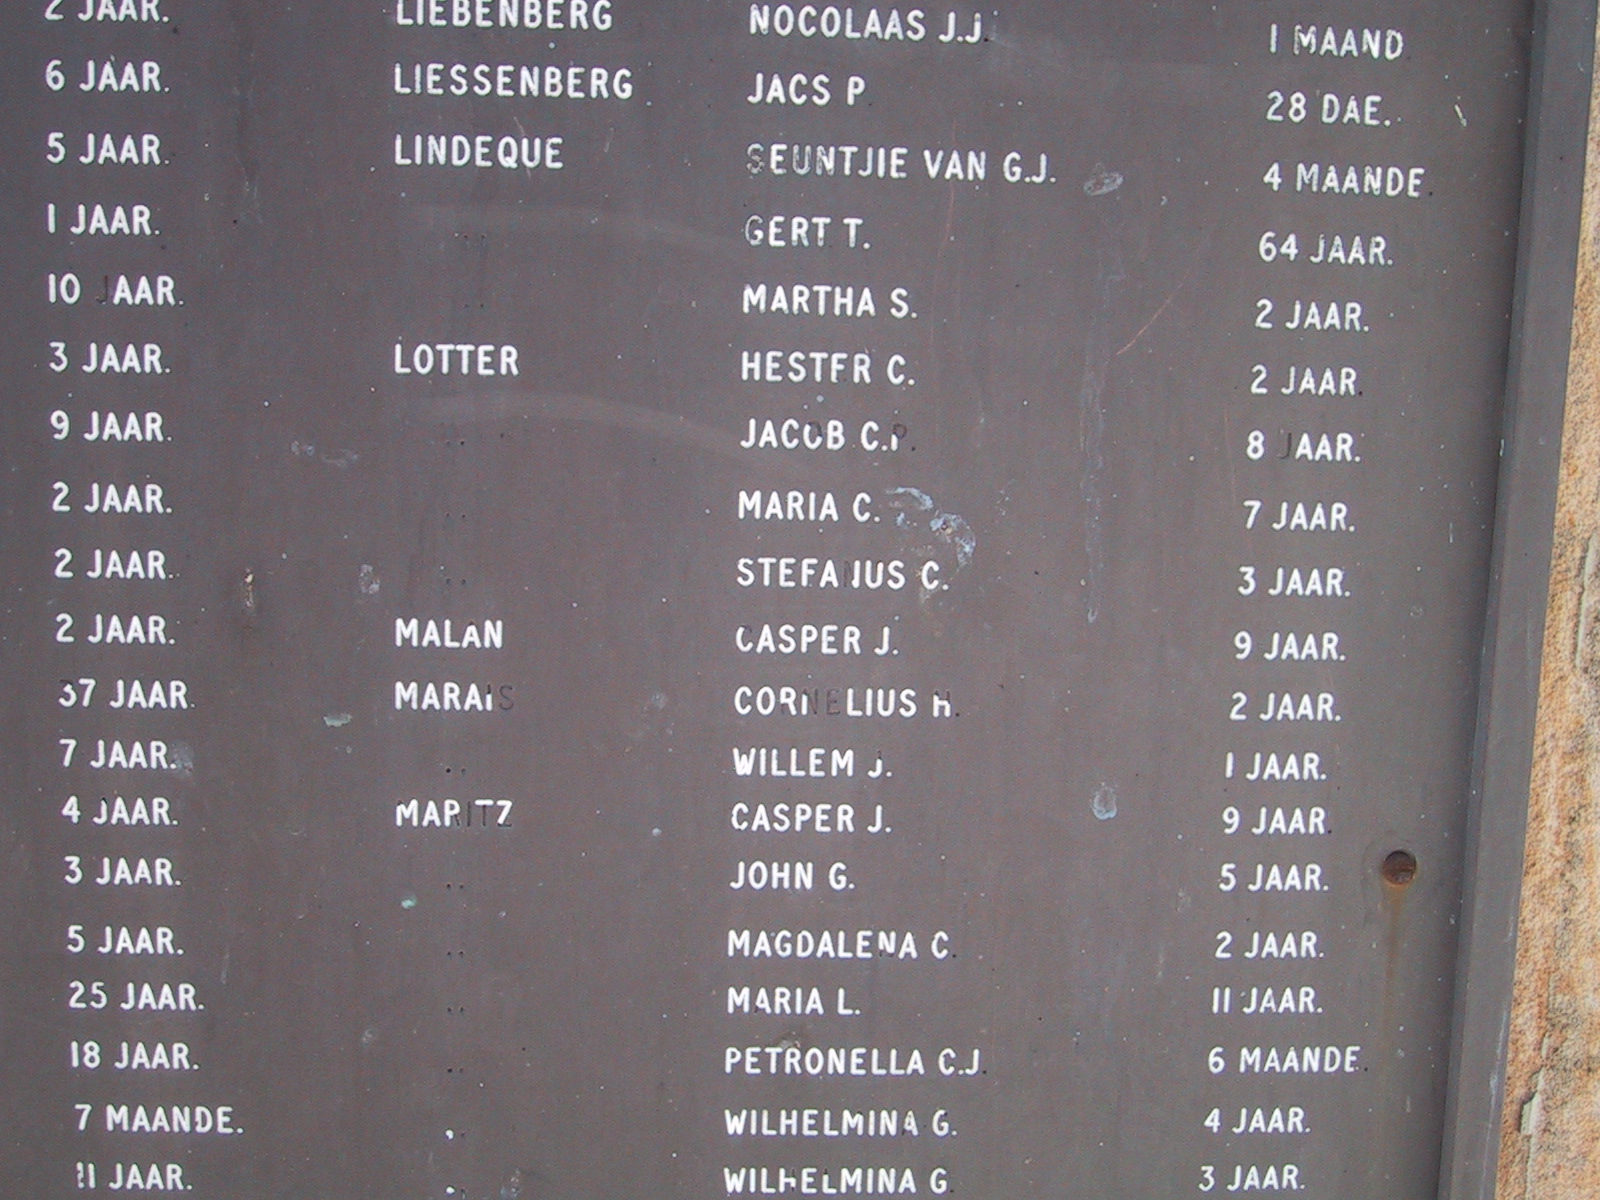 2 JAAR. LIEBENBERG NOCOLAAS J.J. 1 MAAND
6 JAAR. LIESSENBERG JACS P 28 DAE.
5 JAAR. LINDEQUE SEUNTJIE VAN G.J. 4 MAANDE
1 JAAR. .. GERT T. 64 JAAR.
10 JAAR. .. MARTHA S. 2 JAAR.
3 JAAR. LOTTER HESTER C. 2 JAAR.
9 JAAR. .. JACOB C.P. 8 JAAR.
2 JAAR. .. MARIA C. 7 JAAR.
2 JAAR. .. STEFANUS C. 3 JAAR.
2 JAAR. MALAN CASPER J. 9 JAAR.
37 JAAR. MARAIS CORNELIUS H. 2 JAAR.
7 JAAR. .. WILLEM J. 1 JAAR.
4 JAAR. MARITZ CASPER J. 9 JAAR.
3 JAAR. .. JOHN G. 5 JAAR.
5 JAAR. .. MAGDALENA C. 2 JAAR.
25 JAAR. .. MARIA L. 11 JAAR.
18 JAAR. .. PETRONELLA C.J. 6 MAANDE.
7 MAANDE. .. WILHELMINA G. 4 JAAR.
11 JAAR. .. WILHELMINA G. 3 JAAR.